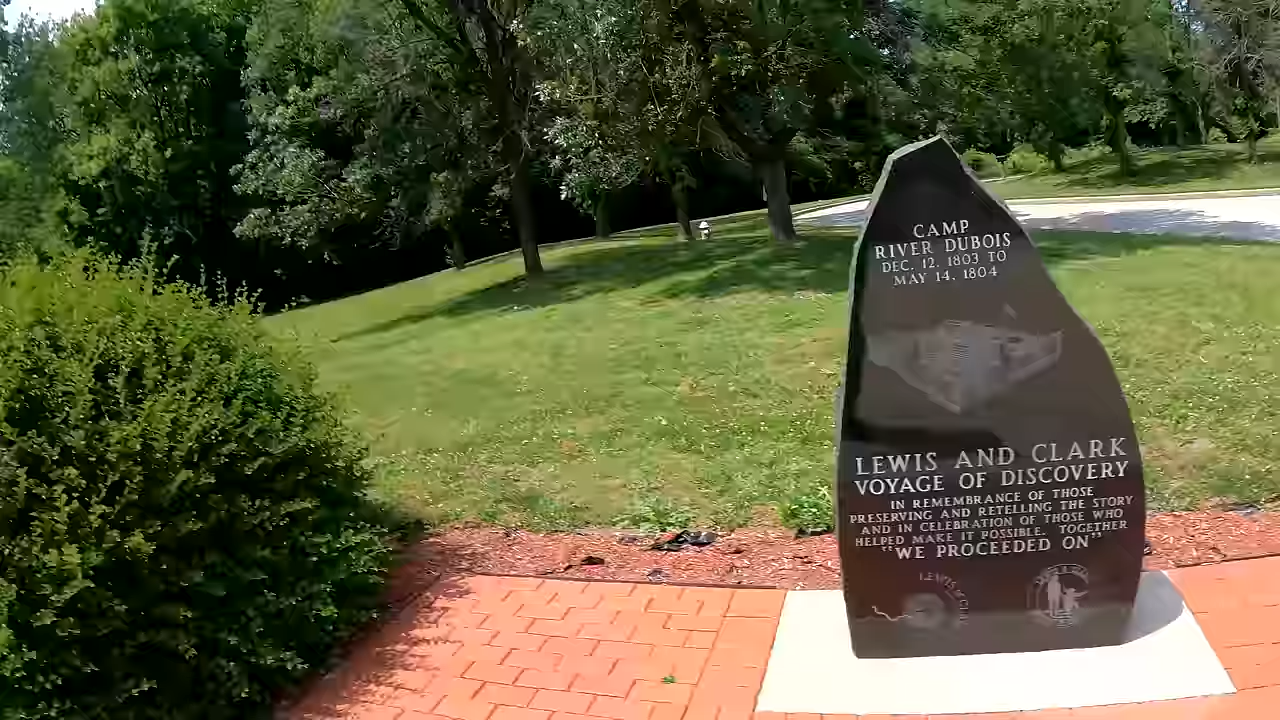 CAMP
RIVER DUBOIS
DEC. 12, 1803 TO
MAY 14, 1804
LEWIS AND CLARK
VOYAGE OF DISCOVERY
IN REMEMBRANCE OF THOSE
PRESERVING AND RETELLING THE STORY
AND IN CELEBRATION OF THOSE WHO
HELPED MAKE IT POSSIBLE. TOGETHER
"WE PROCEEDED ON"
LEWIS